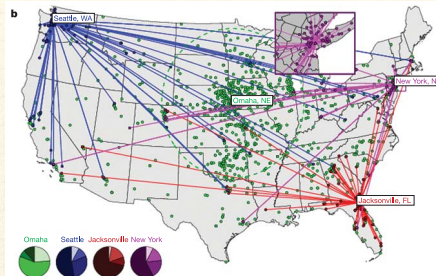 b
Seattle, WA
New York, N
Omaha, NE
Jacksonville, FL
Omaha Seattle Jacksonville New York